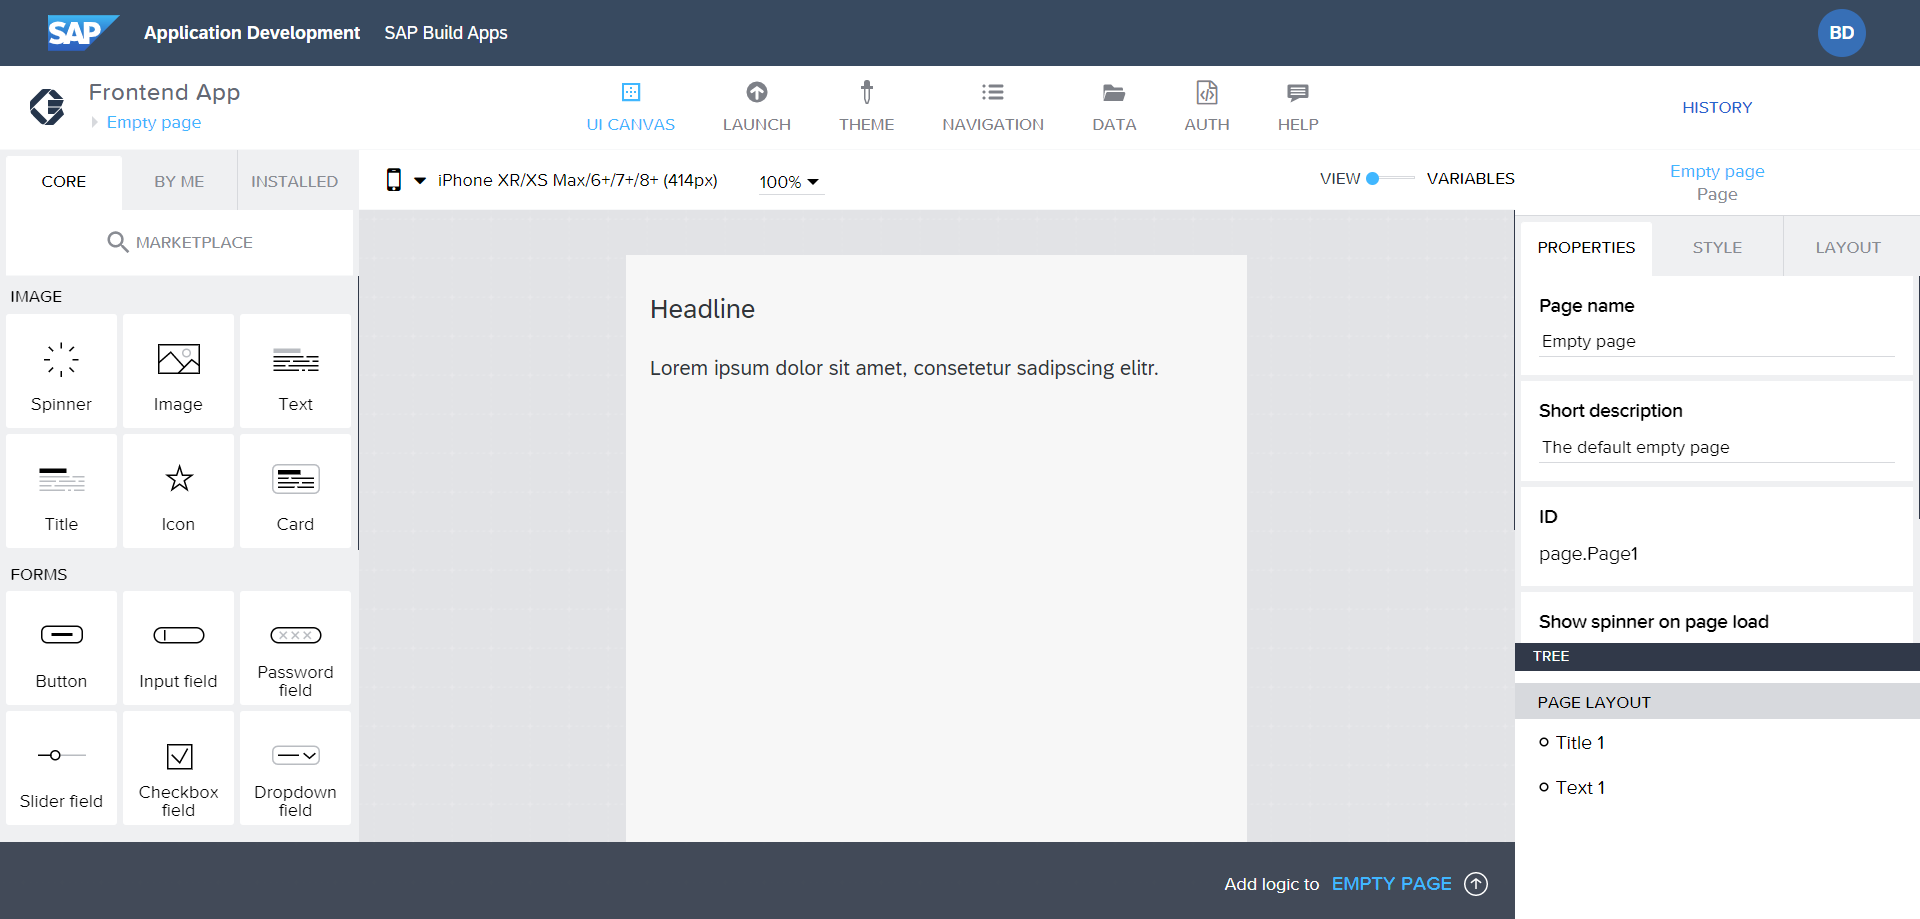 SAP Application Development SAP Build Apps BD
Frontend App
Empty page
UI CANVAS LAUNCH THEME NAVIGATION DATA AUTH HELP
HISTORY
CORE BY ME INSTALLED
MARKETPLACE
IMAGE
Spinner Image Text
Title Icon Card
FORMS
Button Input field Password
field
Slider field Checkbox
field
Dropdown
field
iPhone XR/XS Max/6+/7+/8+ (414px) 100%
VIEW VARIABLES
Headline
Lorem ipsum dolor sit amet, consetetur sadipscing elitr.
Add logic to EMPTY PAGE
Empty page
Page
PROPERTIES STYLE LAYOUT
Page name
Empty page
Short description
The default empty page
ID
page.Page1
Show spinner on page load
TREE
PAGE LAYOUT
Title 1
Text 1